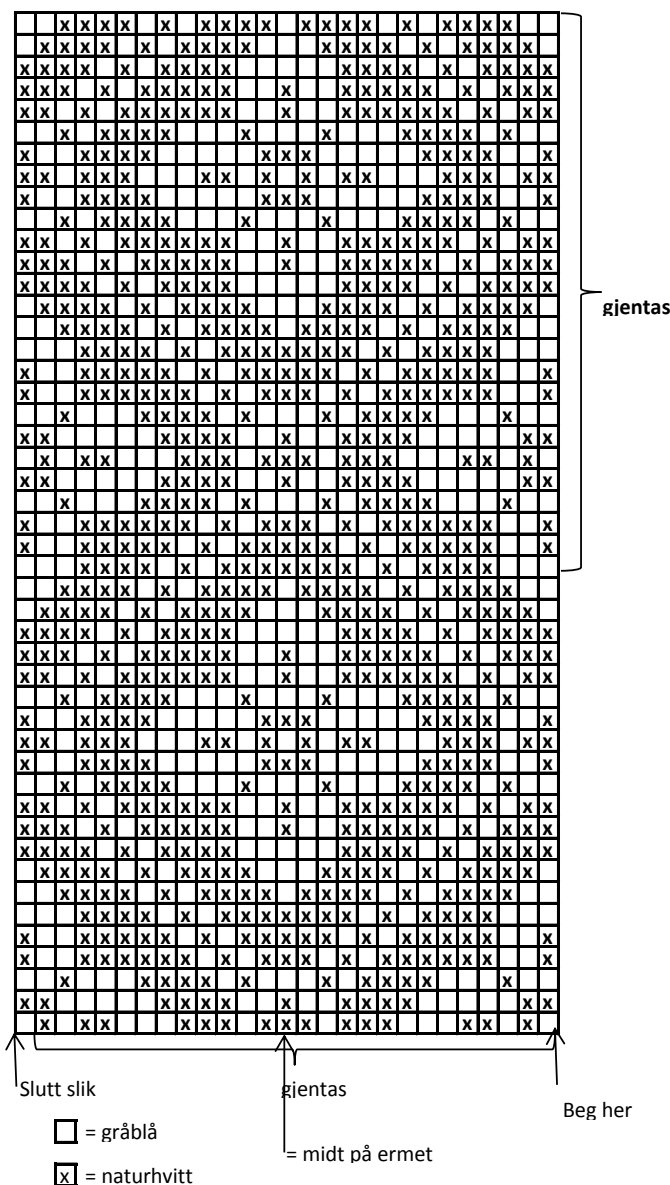 gjentas
Slutt slik
gjentas
Beg her
= gråblå
= midt på ermet
x = naturhvitt